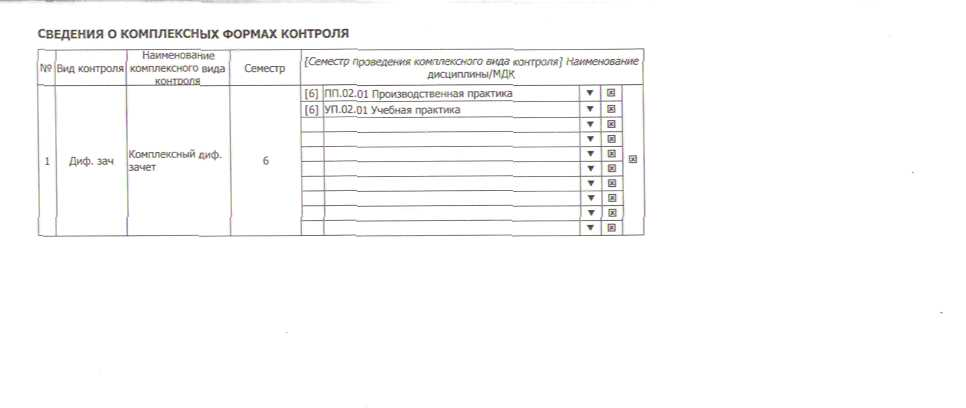 СВЕДЕНИЯ О КОМПЛЕКСНЫХ ФОРМАХ КОНТРОЛЯ
№ Вид контроля Наименование комплексного вида контроля Семестр [Семестр проведения комплексного вида контроля] Наименование дисциплины/МДК
1 Диф. зач Комплексный диф. зачет 6
[6] ПП.02.01 Производственная практика
[6] УП.02.01 Учебная практика